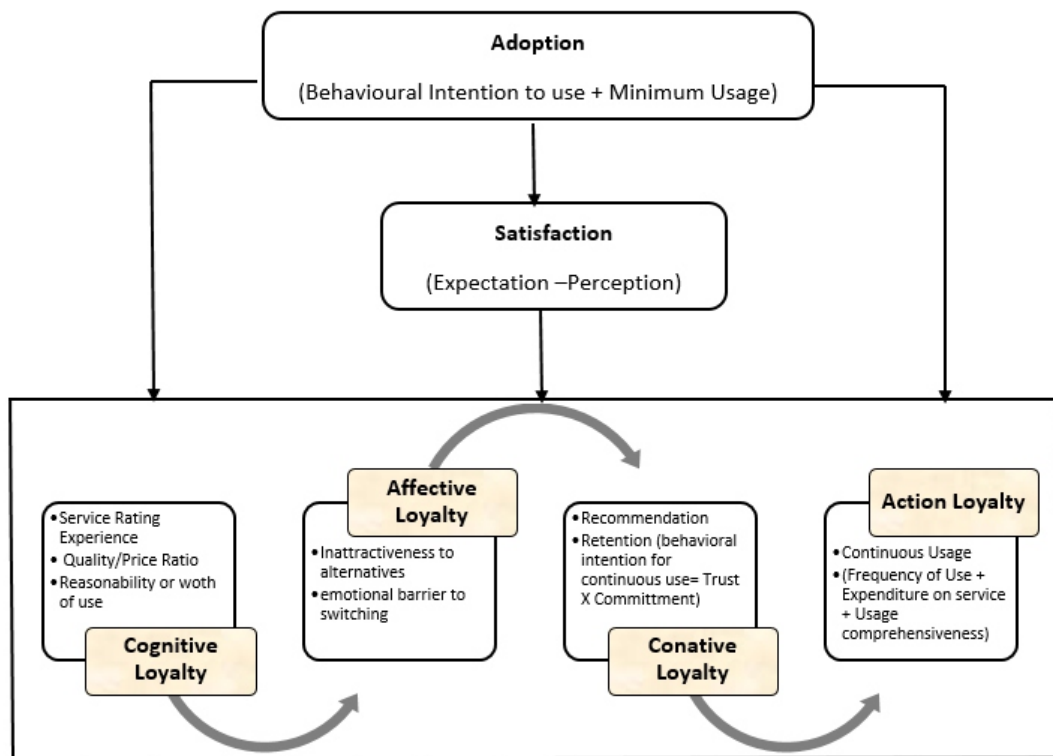 Adoption
(Behavioural Intention to use + Minimum Usage)
Satisfaction
(Expectation –Perception)
•Service Rating
Experience
• Quality/Price Ratio
•Reasonability or woth
of use
Cognitive
Loyalty
Affective
Loyalty
•Inattractiveness to
alternatives
•emotional barrier to
switching
•Recommendation
•Retention (behavioral
intention for
continuous use= Trust
X Committment)
Conative
Loyalty
Action Loyalty
•Continuous Usage
•(Frequency of Use +
Expenditure on service
+ Usage
comprehensiveness)